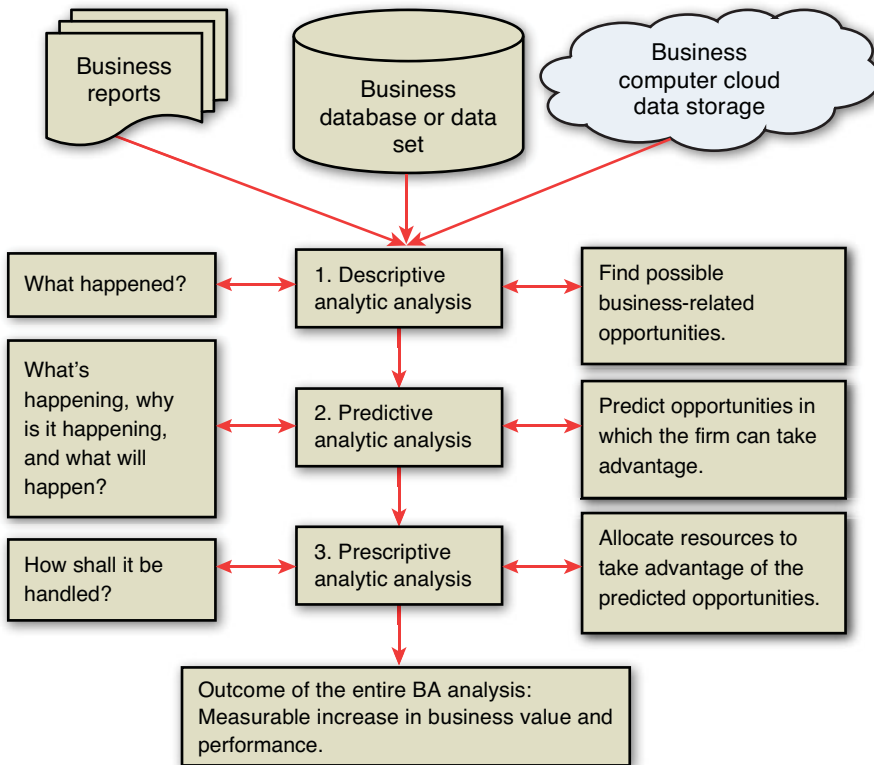 Business
reports
Business
database or data
set
Business
computer cloud
data storage
What happened?
1. Descriptive
analytic analysis
Find possible
business-related
opportunities.
What’s
happening, why
is it happening,
and what will
happen?
2. Predictive
analytic analysis
Predict opportunities in
which the firm can take
advantage.
How shall it be
handled?
3. Prescriptive
analytic analysis
Allocate resources to
take advantage of the
predicted opportunities.
Outcome of the entire BA analysis:
Measurable increase in business value and
performance.